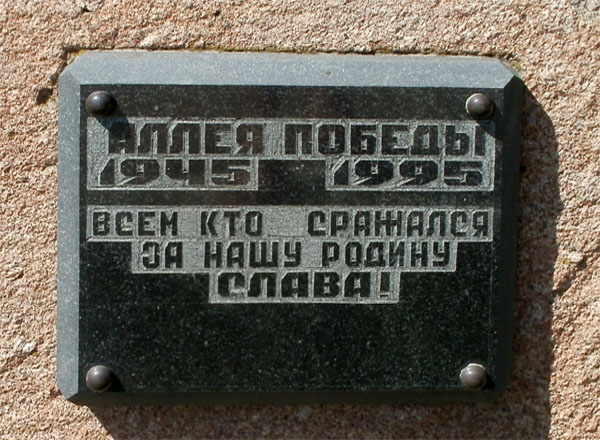 АЛЛЕЯ ПОБЕДЫ
1945 1995
ВСЕМ КТО СРАЖАЛСЯ
ЗА НАШУ РОДИНУ
СЛАВА!